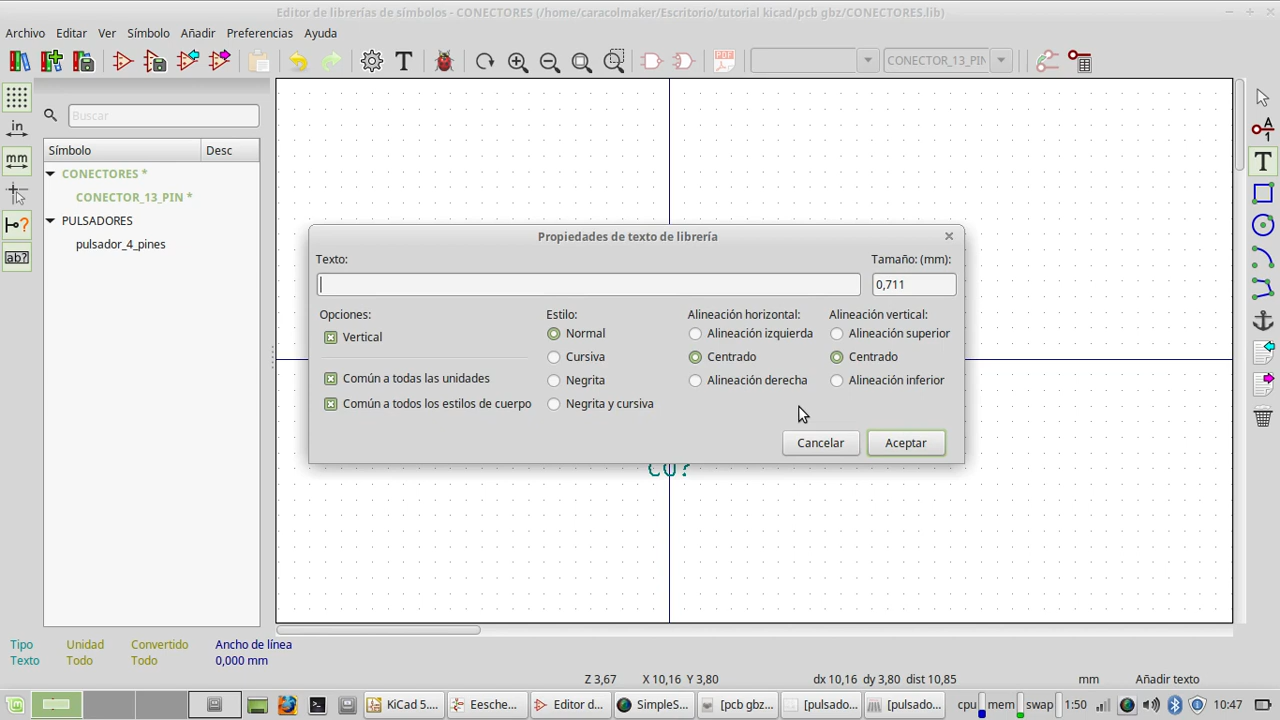 Editor de librerías de símbolos - CONECTORES (/home/caracolmaker/Escritorio/tutorial kicad/pcb gbz/CONECTORES.lib)
Archivo Editar Ver Símbolo Añadir Preferencias Ayuda
T PDF CONECTOR_13_PIN
Buscar
in
mm
ab?
Símbolo Desc
CONECTORES *
CONECTOR_13_PIN *
PULSADORES
pulsador_4_pines
A
T
Propiedades de texto de librería
Texto: Tamaño: (mm):
0,711
Opciones: Estilo: Alineación horizontal: Alineación vertical:
Vertical Normal Alineación izquierda Alineación superior
Cursiva Centrado Centrado
Común a todas las unidades Negrita Alineación derecha Alineación inferior
Común a todos los estilos de cuerpo Negrita y cursiva
Cancelar Aceptar
CO?
Tipo Unidad Convertido Ancho de línea
Texto Todo Todo 0,000 mm
Z 3,67 X 10,16 Y 3,80 dx 10,16 dy 3,80 dist 10,85 mm Añadir texto
KiCad 5.... Eesche... Editor d... SimpleS... [pcb gbz... [pulsado... [pulsado... cpu mem swap 1:50 10:47